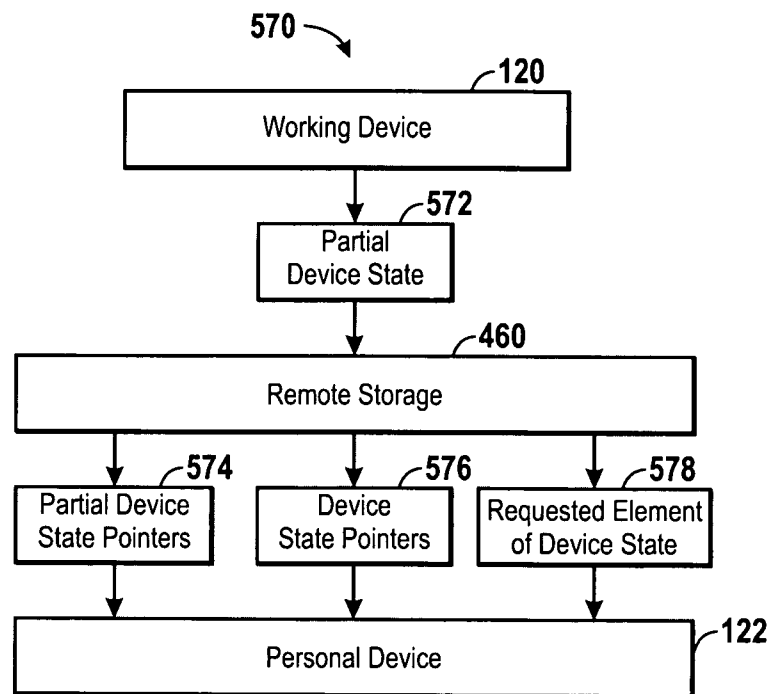 570
120
Working Device
572
Partial
Device State
460
Remote Storage
574
Partial Device
State Pointers
576
Device
State Pointers
578
Requested Element
of Device State
122
Personal Device